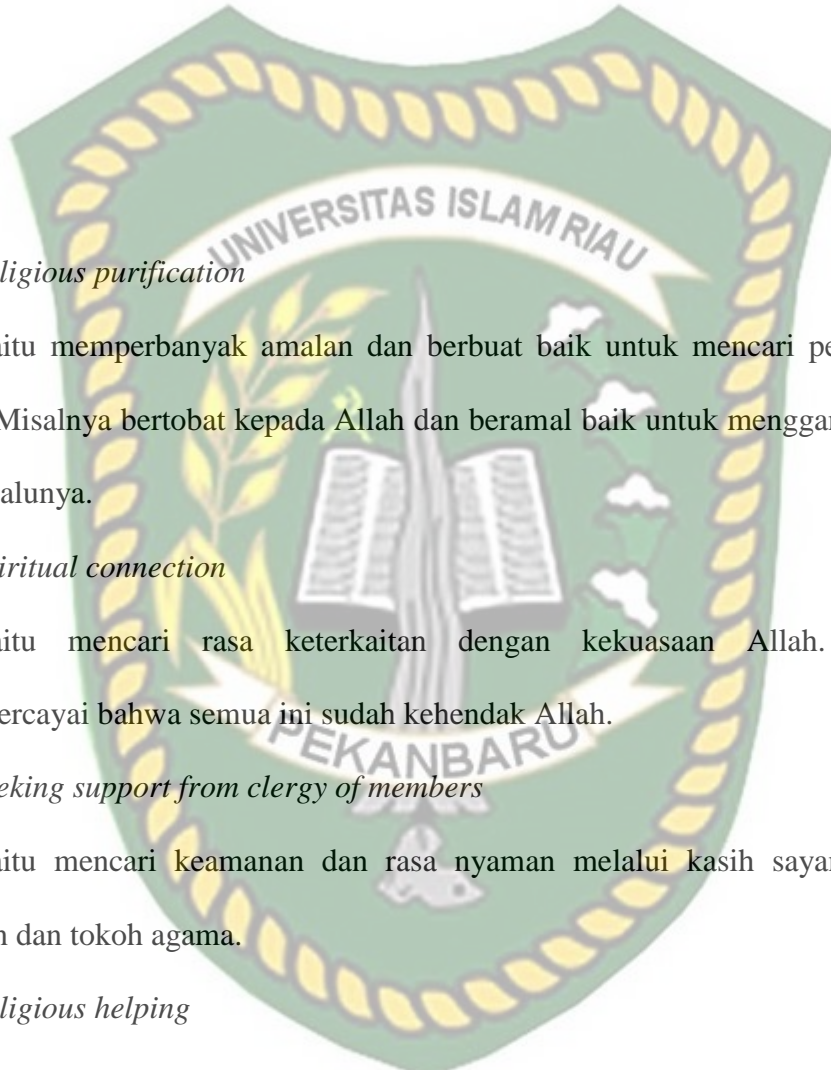 UNIVERSITAS ISLAM RIAU
ligious purification
itu memperbanyak amalan dan berbuat baik untuk mencari pe
Misalnya bertobat kepada Allah dan beramal baik untuk menggan
alunya.
iritual connection
itu mencari rasa keterkaitan dengan kekuasaan Allah.
ercayai bahwa semua ini sudah kehendak Allah.
PEKANBARU
eking support from clergy of members
itu mencari keamanan dan rasa nyaman melalui kasih sayan
n dan tokoh agama.
ligious helping